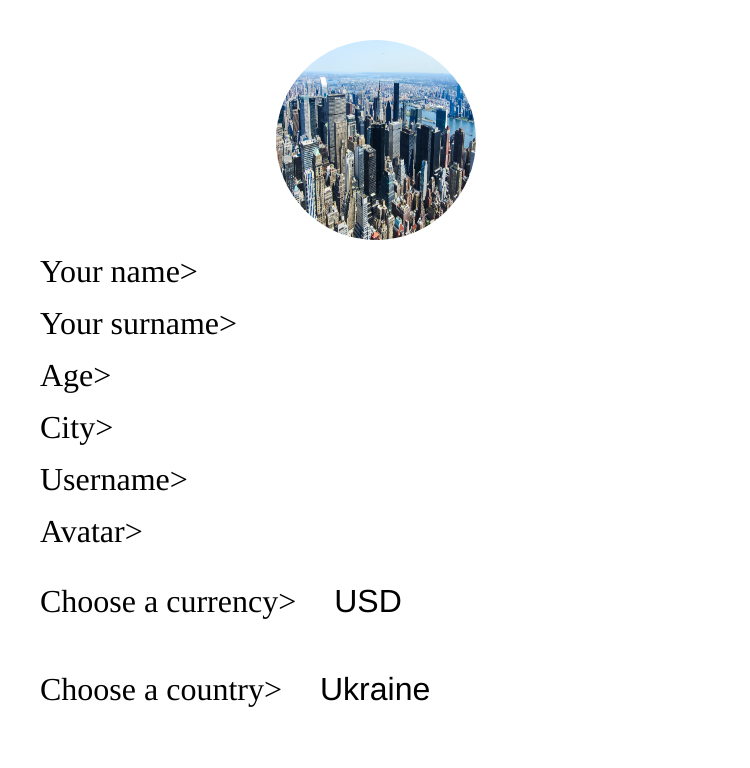 Your name>
Your surname>
Age>
City>
Username>
Avatar>
Choose a currency> USD
Choose a country> Ukraine